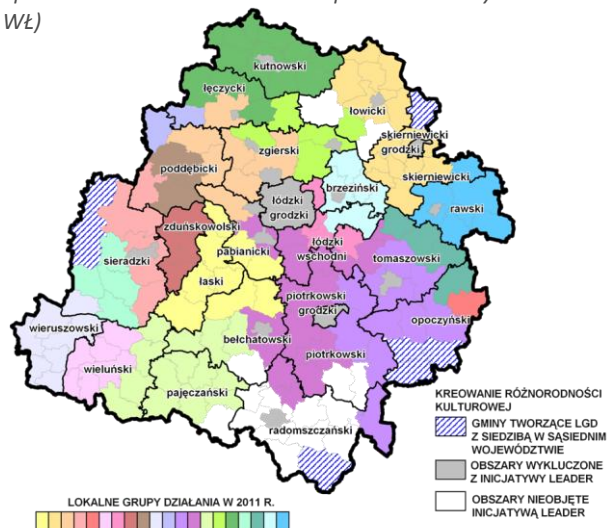 WŁ)
kutnowski
łęczycki
łowicki
skierniewicki
grodzki
zgierski
skierniewicki
poddębicki
brzeziński
łódzki
grodzki
rawski
zduńskowolski
łódzki
wschodni
sieradzki
pabianicki
tomaszowski
łaski
piotrkowski
grodzki
opoczyński
wieruszowski
bełchatowski
piotrkowski
wieluński
pajęczański
radomszczański
KREOWANIE RÓŻNORODNOŚCI
KULTUROWEJ
GMINY TWORZĄCE LGD
Z SIEDZIBĄ W SĄSIEDNIM
WOJEWÓDZTWIE
OBSZARY WYKLUCZONE
Z INICJATYWY LEADER
OBSZARY NIEOBJĘTE
INICJATYWĄ LEADER
LOKALNE GRUPY DZIAŁANIA W 2011 R.